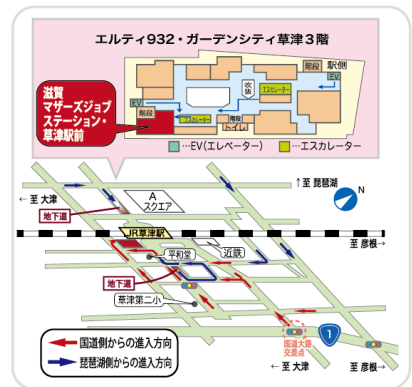 エルティ932・ガーデンシティ草津3階
駅側
階段
EV
吹抜
エスカレーター
滋賀
マザーズジョブ
ステーション・
草津駅前
EV
階段
エスカレーター
階段
トイレ
…EV(エレベーター)
…エスカレーター
← 至 大津
A
スクエア
↑至 琵琶湖
N
地下道
JR草津駅
近鉄
至 彦根→
平和堂
地下道
草津第二小
国道側からの進入方向
琵琶湖側からの進入方向
国道大路
交差点
1
← 至 大津
至 彦根→